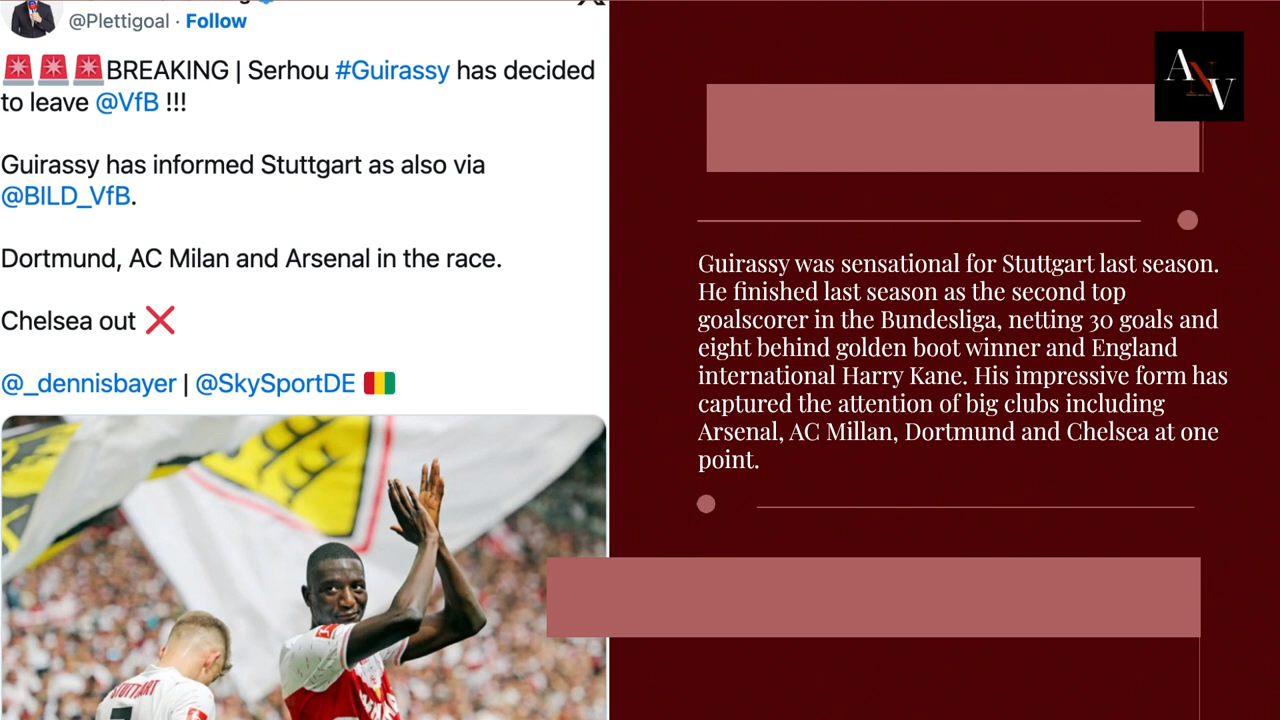 @Plettigoal · Follow
🚨🚨🚨BREAKING | Serhou #Guirassy has decided
to leave @VfB !!!
Guirassy has informed Stuttgart as also via
@BILD_VfB.
Dortmund, AC Milan and Arsenal in the race.
Chelsea out ❌
@_dennisbayer | @SkySportDE 🇬🇳
STUTTGART
7
ANV
Guirassy was sensational for Stuttgart last season.
He finished last season as the second top
goalscorer in the Bundesliga, netting 30 goals and
eight behind golden boot winner and England
international Harry Kane. His impressive form has
captured the attention of big clubs including
Arsenal, AC Millan, Dortmund and Chelsea at one
point.